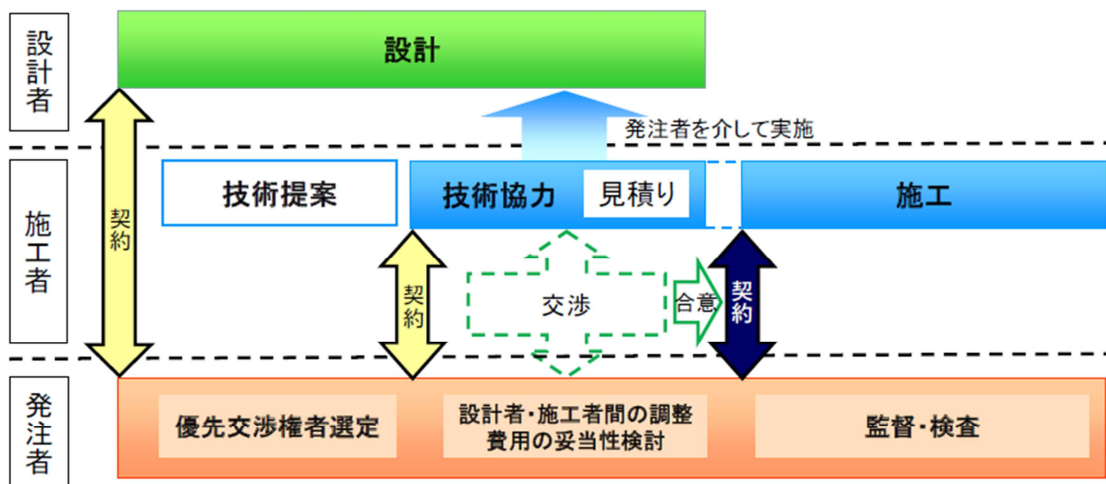 設計者
設計
発注者を介して実施
施工者
技術提案
技術協力
見積り
施工
契約
契約
交渉
合意
契約
発注者
優先交渉権者選定
設計者・施工者間の調整
費用の妥当性検討
監督・検査